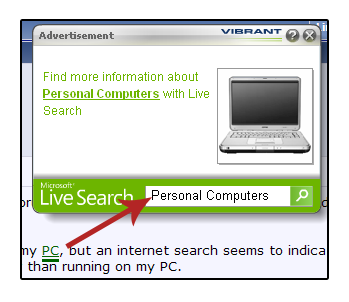 Advertisement VIBRANT ? X
Find more information about
Personal Computers with Live
Search
Microsoft®
Live Search Personal Computers
my PC, but an internet search seems to indica
than running on my PC.